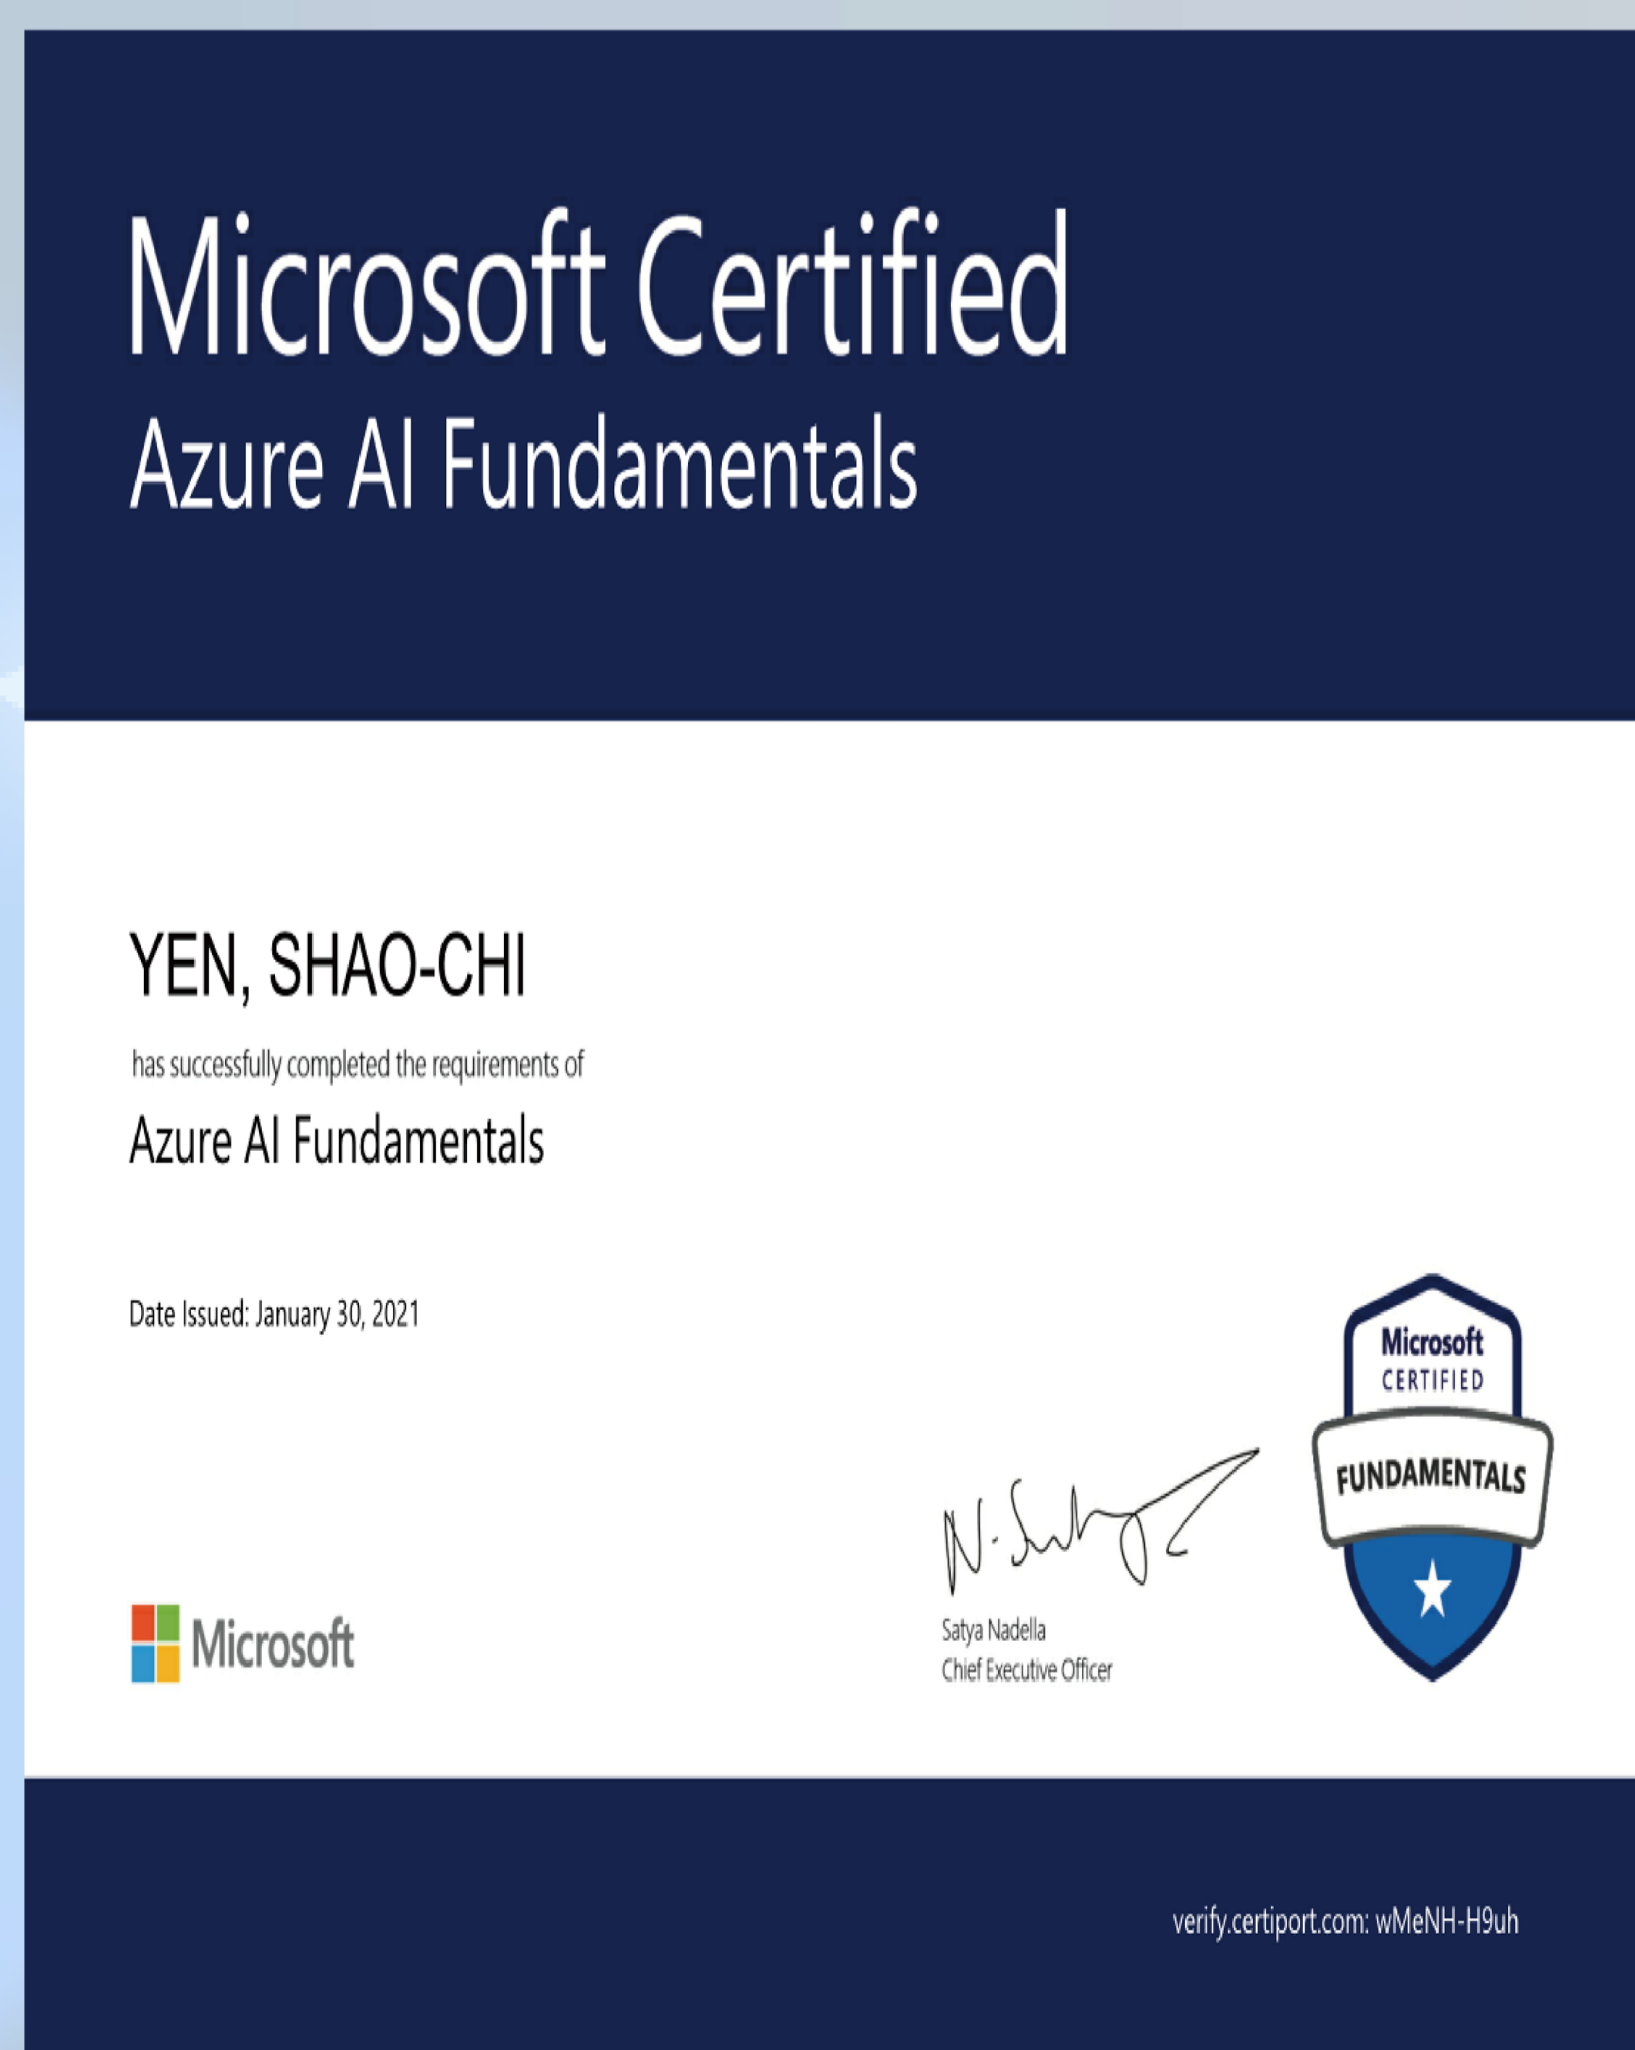 Microsoft Certified
Azure AI Fundamentals
YEN, SHAO-CHI
has successfully completed the requirements of
Azure AI Fundamentals
Date Issued: January 30, 2021
Microsoft
CERTIFIED
FUNDAMENTALS
Satya Nadella
Chief Executive Officer
Microsoft
verify.certiport.com: wMeNH-H9uh